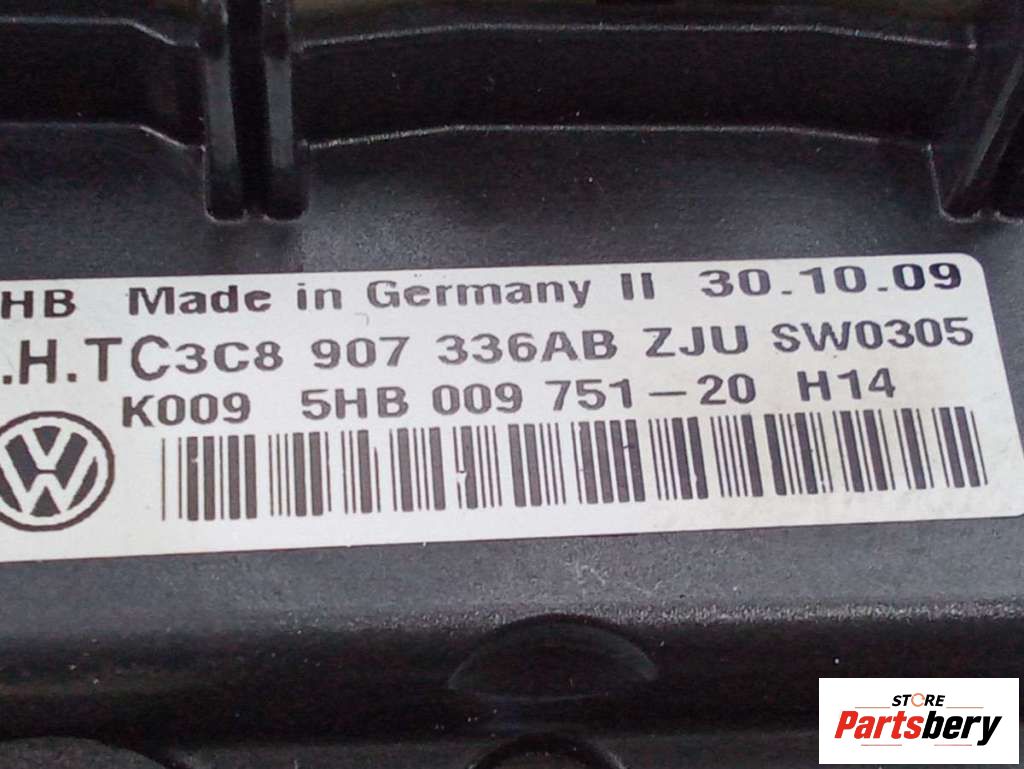 HB Made in Germany II 30.10.09
.H.TC3C8 907 336AB ZJU SW0305
K009 5HB 009 751-20 H14
VW
STORE
Partsbery